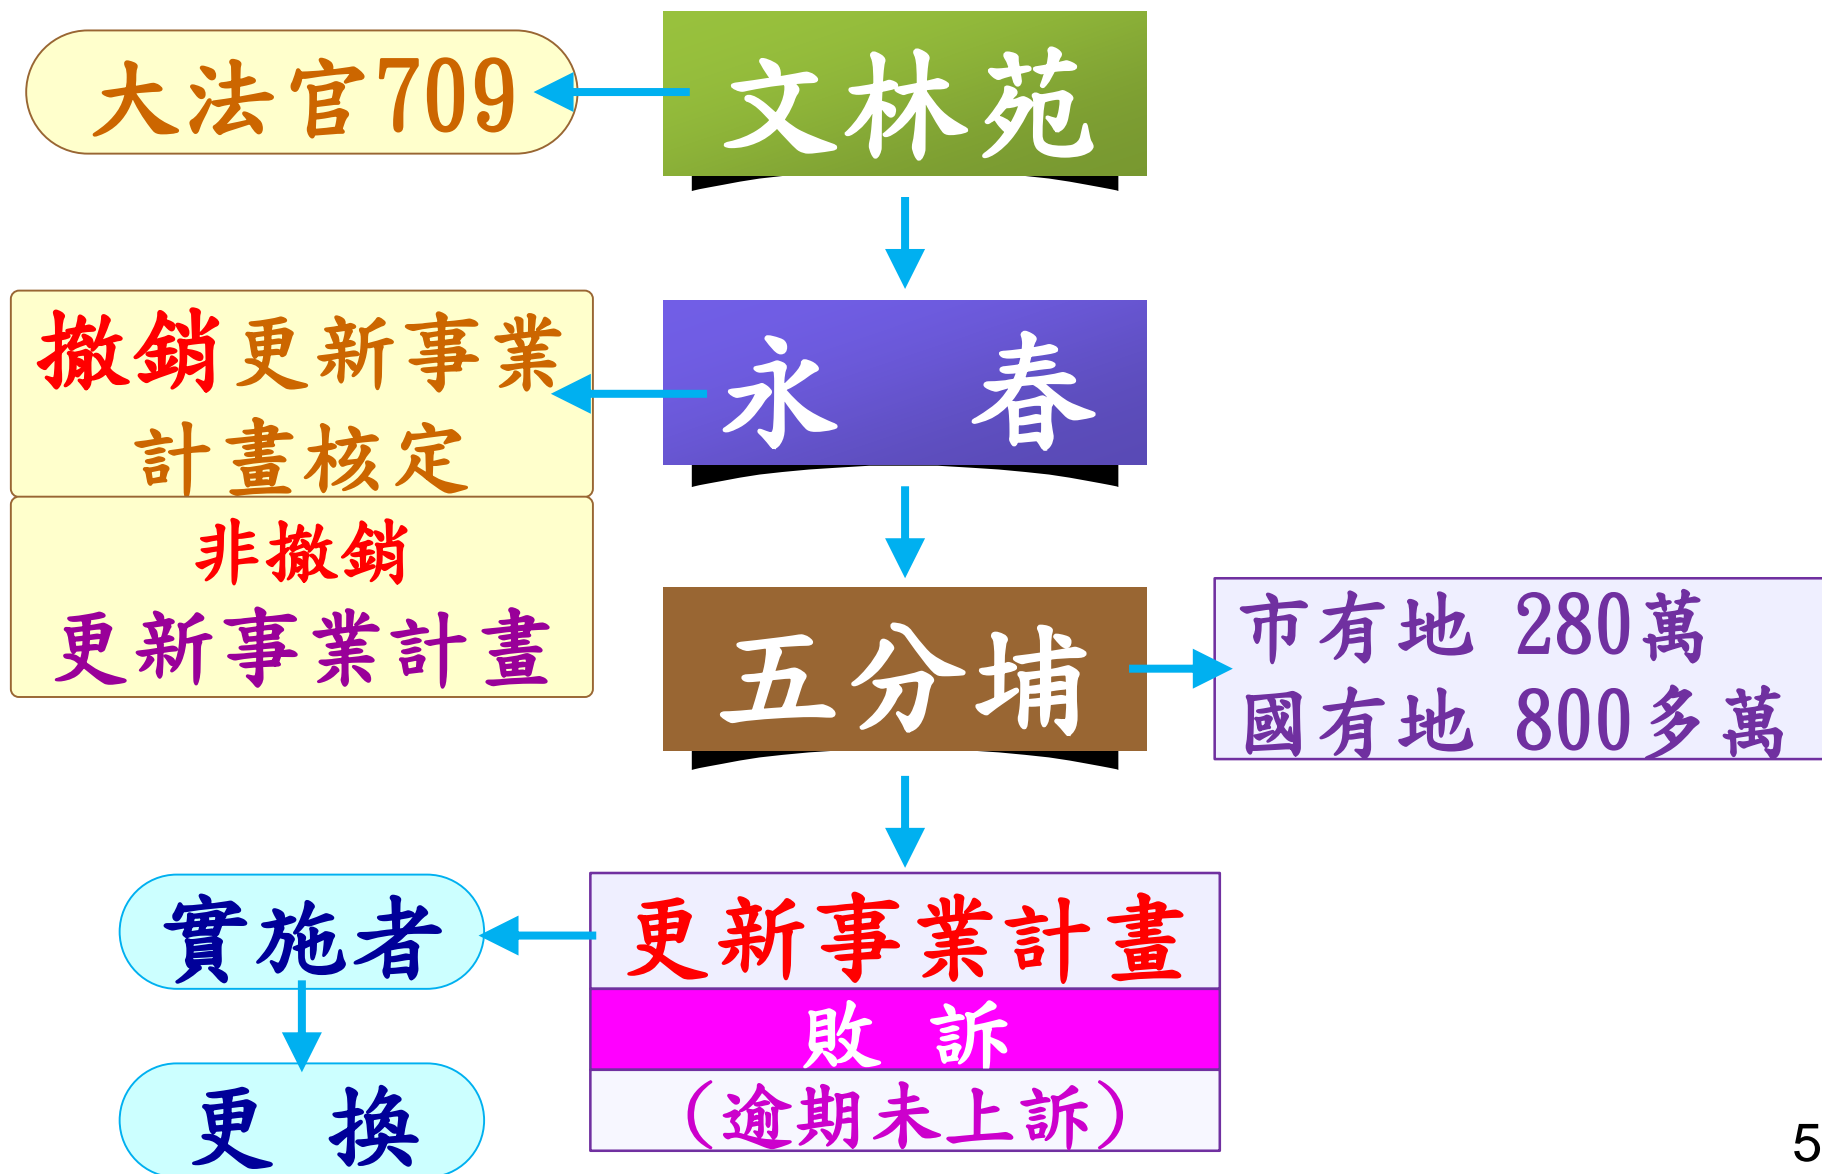 大法官709
文林苑
撤銷更新事業
計畫核定
非撤銷
更新事業計畫
永 春
五分埔
市有地 280萬
國有地 800多萬
實施者
更 換
更新事業計畫
敗 訴
(逾期未上訴)
5